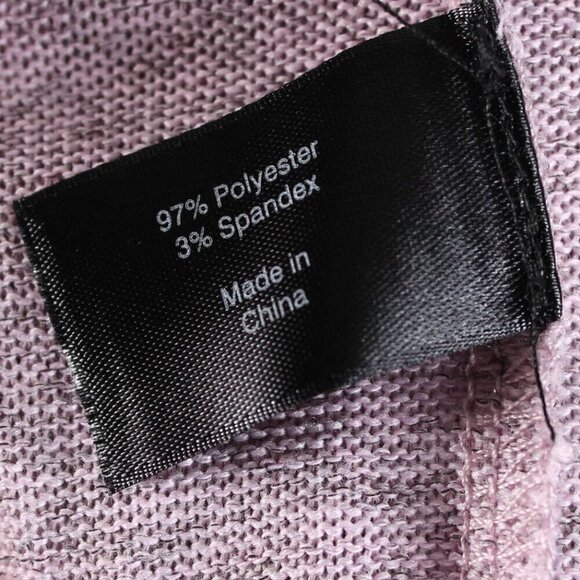 97% Polyester
3% Spandex
Made in
China